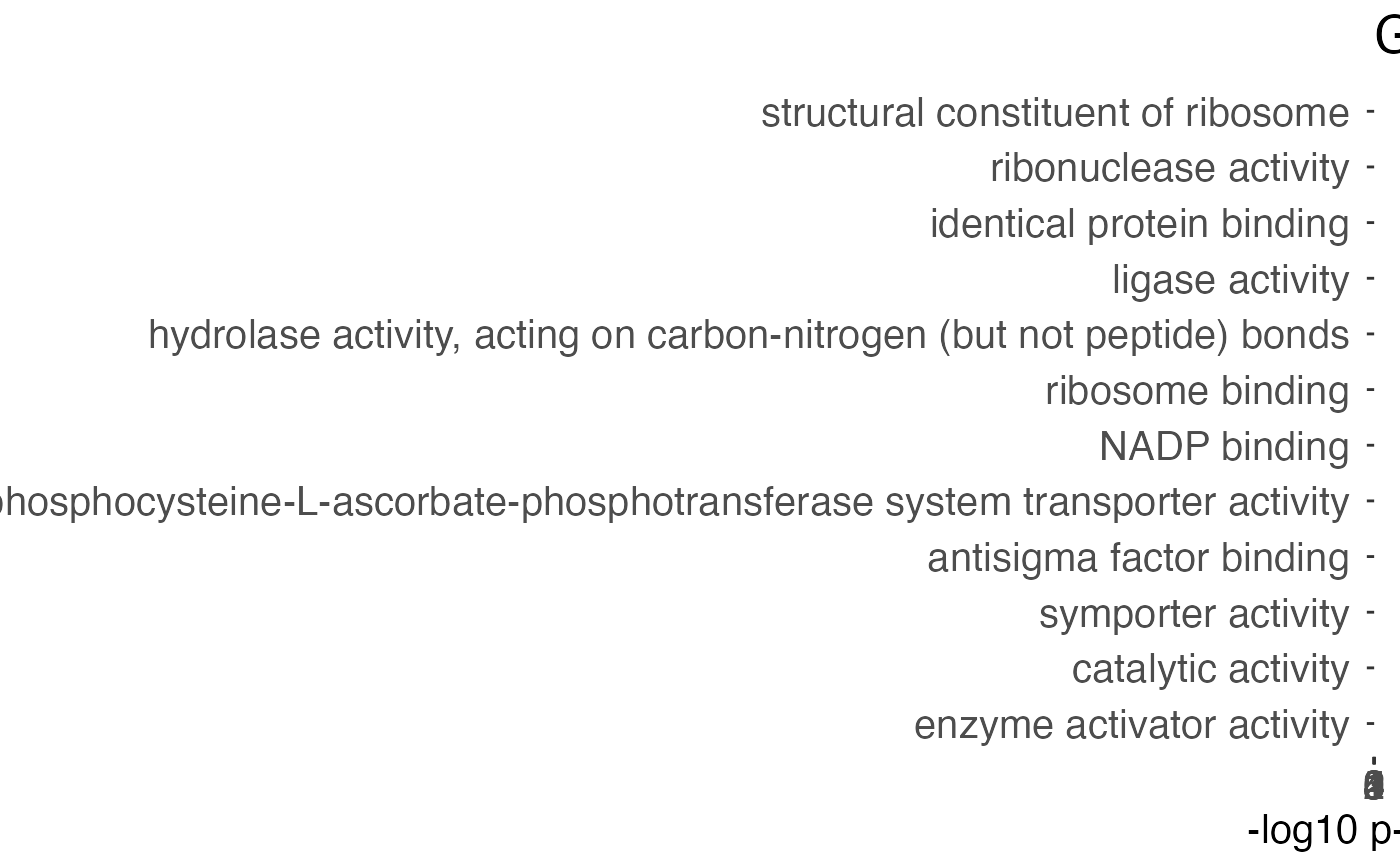 G
structural constituent of ribosome
ribonuclease activity
identical protein binding
ligase activity
hydrolase activity, acting on carbon-nitrogen (but not peptide) bonds
ribosome binding
NADP binding
phosphocysteine-L-ascorbate-phosphotransferase system transporter activity
antisigma factor binding
symporter activity
catalytic activity
enzyme activator activity
-log10 p-